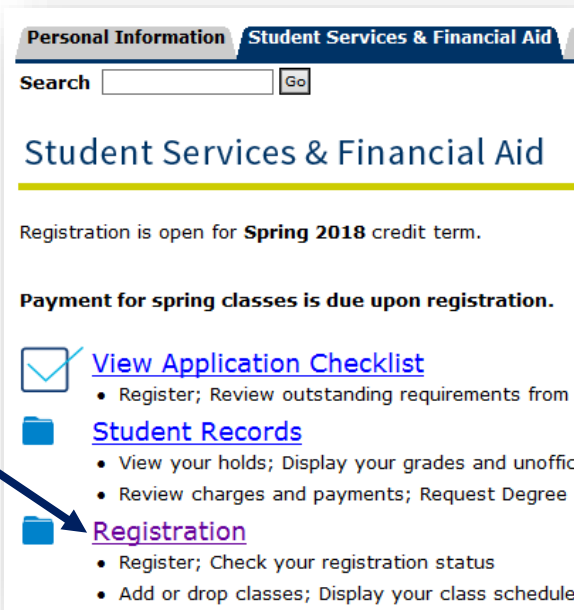 Personal Information Student Services & Financial Aid
Search Go
Student Services & Financial Aid
Registration is open for Spring 2018 credit term.
Payment for spring classes is due upon registration.
View Application Checklist
• Register; Review outstanding requirements from
Student Records
• View your holds; Display your grades and unoffic
• Review charges and payments; Request Degree
Registration
• Register; Check your registration status
• Add or drop classes; Display your class schedule